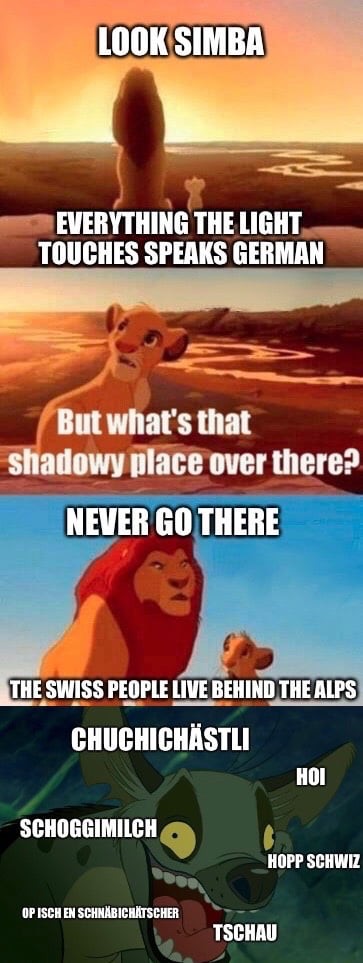 LOOK SIMBA
EVERYTHING THE LIGHT
TOUCHES SPEAKS GERMAN
But what's that
shadowy place over there?
NEVER GO THERE
THE SWISS PEOPLE LIVE BEHIND THE ALPS
CHUCHICHÄSTLI
HOI
SCHOGGIMILCH
HOPP SCHWIZ
OP ISCH EN SCHNÄBICHÄTSCHER
TSCHAU